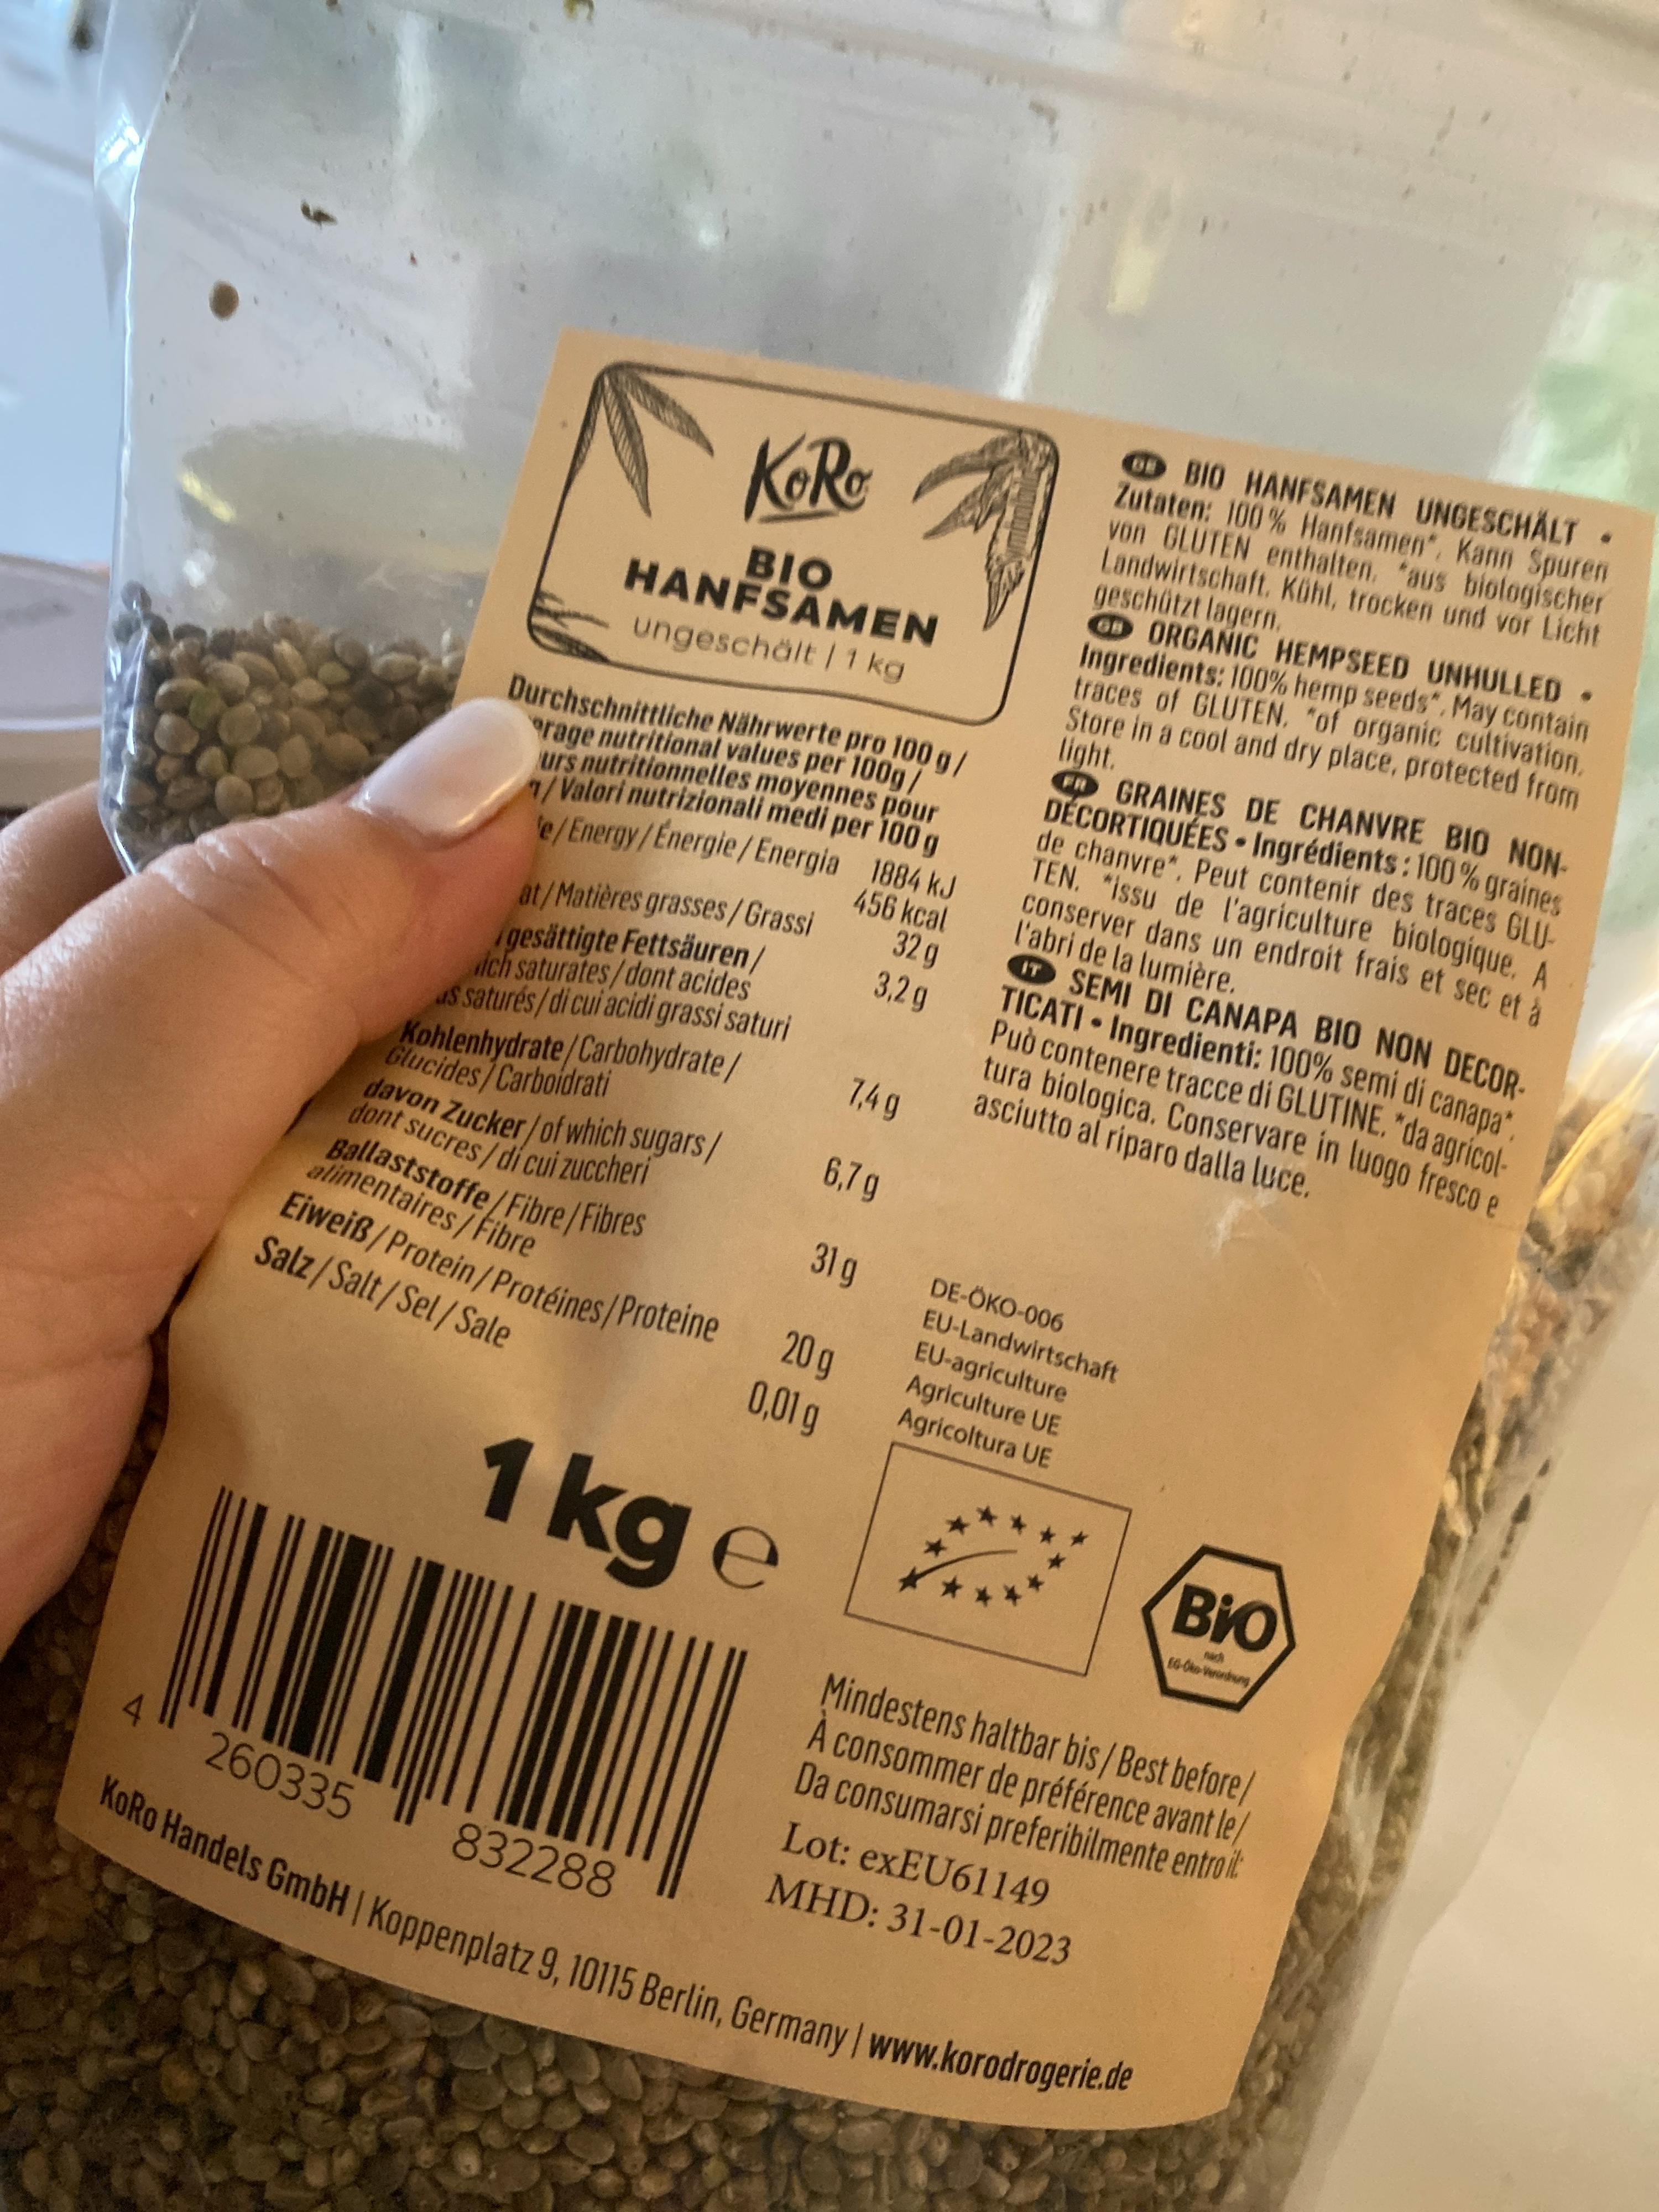 KoRo
BIO
HANFSAMEN
ungeschält | 1 kg
Durchschnittliche Nährwerte pro 100 g /
nutritional values per 100g /
nutritionnelles moyennes pour
/ Valori nutrizionali medi per 100 g
/ Energy / Énergie / Energia 1884 kJ
456 kcal
/ Matières grasses / Grassi 32 g
gesättigte Fettsäuren / 3,2 g
saturates / dont acides
saturés / di cui acidi grassi saturi
Kohlenhydrate / Carbohydrate / 7,4 g
Glucides / Carboidrati
davon Zucker / of which sugars / 6,7 g
dont sucres / di cui zuccheri
Ballaststoffe / Fibre / Fibres 31 g
alimentaires / Fibre
Eiweiß / Protein / Protéines / Proteine 20 g
Salz / Salt / Sel / Sale 0,01 g
1 kg e
4 260335 832288
KoRo Handels GmbH | Koppenplatz 9, 10115 Berlin, Germany | www.korodrogerie.de
DE BIO HANFSAMEN UNGESCHÄLT •
Zutaten: 100 % Hanfsamen*. Kann Spuren
von GLUTEN enthalten. *aus biologischer
Landwirtschaft. Kühl, trocken und vor Licht
geschützt lagern.
GB ORGANIC HEMPSEED UNHULLED •
Ingredients: 100% hemp seeds*. May contain
traces of GLUTEN. *of organic cultivation.
Store in a cool and dry place, protected from
light.
FR GRAINES DE CHANVRE BIO NON-
DÉCORTIQUÉES • Ingrédients : 100 % graines
de chanvre*. Peut contenir des traces GLU-
TEN. *issu de l'agriculture biologique. A
conserver dans un endroit frais et sec et à
l'abri de la lumière.
IT SEMI DI CANAPA BIO NON DECOR-
TICATI • Ingredienti: 100% semi di canapa*.
Può contenere tracce di GLUTINE. *da agricol-
tura biologica. Conservare in luogo fresco e
asciutto al riparo dalla luce.
DE-ÖKO-006
EU-Landwirtschaft
EU-agriculture
Agriculture UE
Agricoltura UE
BiO
nach
EG-Öko-Verordnung
Mindestens haltbar bis / Best before /
À consommer de préférence avant le /
Da consumarsi preferibilmente entro il:
Lot: exEU61149
MHD: 31-01-2023